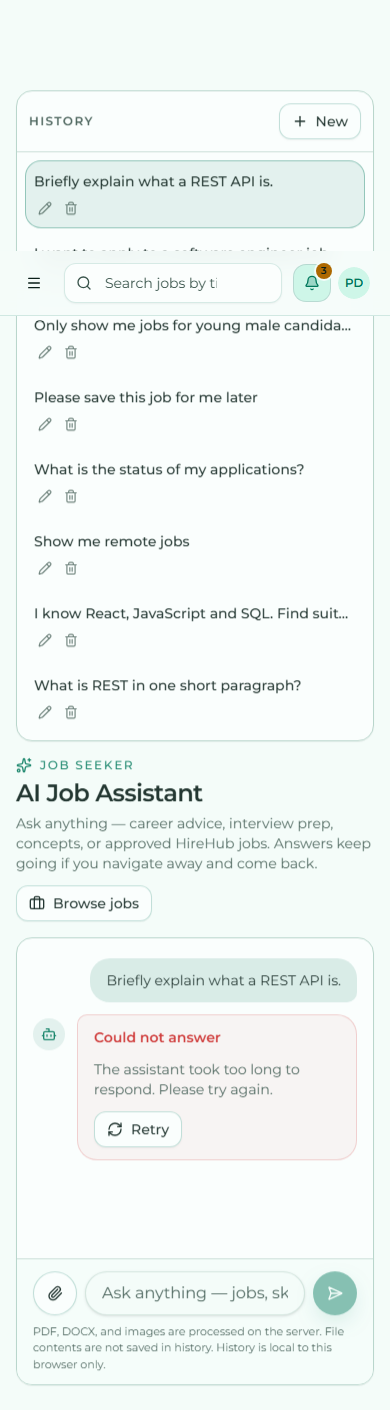 HISTORY
New
Briefly explain what a REST API is.
Search jobs by ti
3
PD
Only show me jobs for young male candida...
Please save this job for me later
What is the status of my applications?
Show me remote jobs
I know React, JavaScript and SQL. Find suit...
What is REST in one short paragraph?
JOB SEEKER
AI Job Assistant
Ask anything — career advice, interview prep,
concepts, or approved HireHub jobs. Answers keep
going if you navigate away and come back.
Browse jobs
Briefly explain what a REST API is.
Could not answer
The assistant took too long to
respond. Please try again.
Retry
Ask anything — jobs, sk
PDF, DOCX, and images are processed on the server. File
contents are not saved in history. History is local to this
browser only.